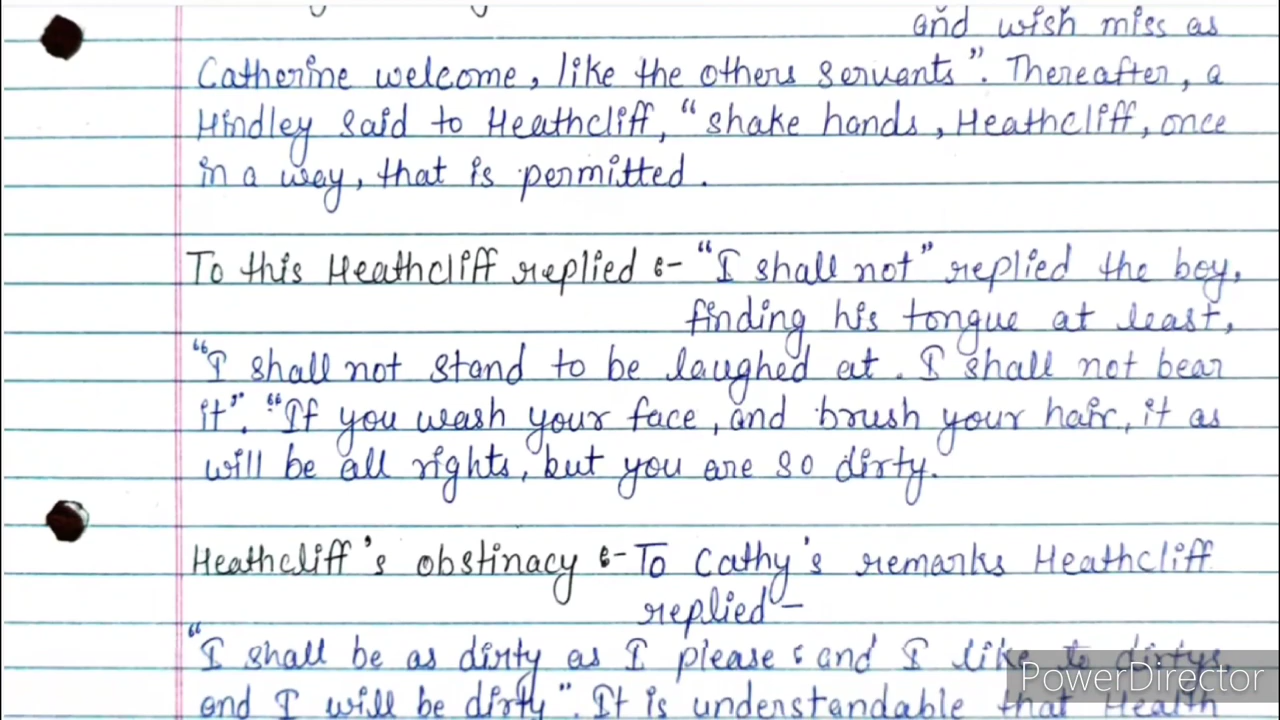 and wish miss as
Catherine welcome, like the others servants". Thereafter, a
Hindley said to Heathcliff, "shake hands, Heathcliff, once
in a way, that is permitted.
To this Heathcliff replied :- "I shall not" replied the boy,
finding his tongue at least,
"I shall not stand to be laughed at. I shall not bear
it". "If you wash your face, and brush your hair, it as
will be all rights, but you are so dirty.
Heathcliff's obstinacy :- To Cathy's remarks Heathcliff
replied -
"I shall be as dirty as I please : and I like to dirtys,
and I will be dirty". It is understandable that Health
PowerDirector